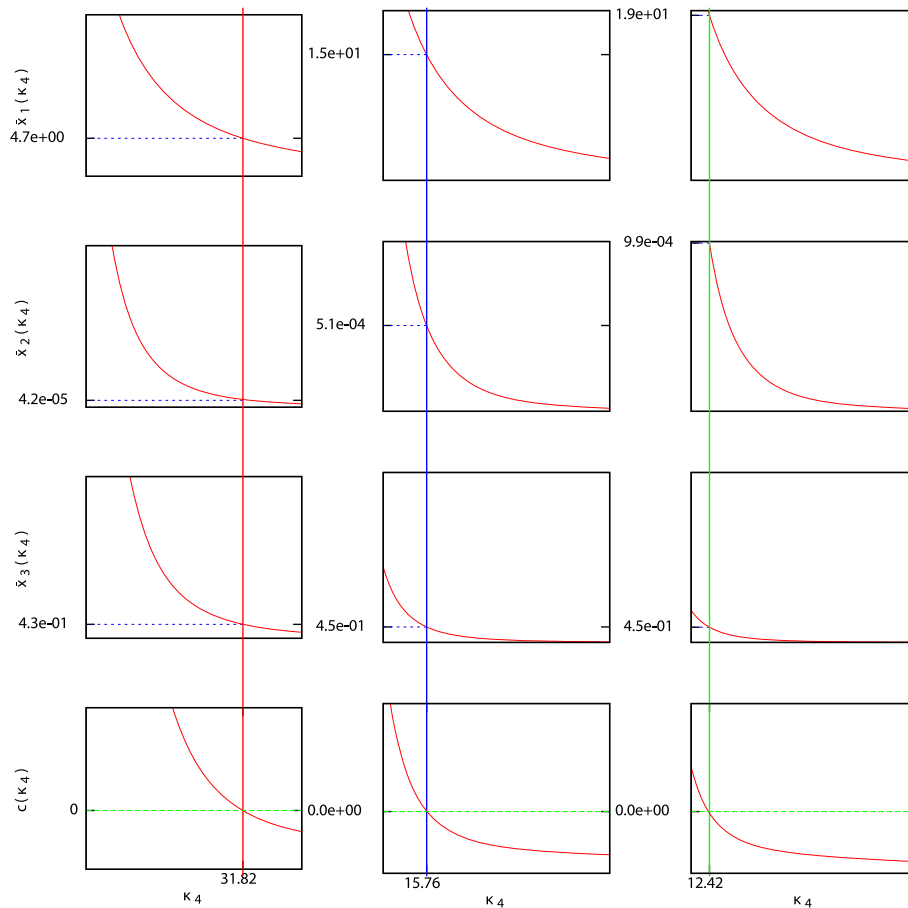 x̄ 1 (κ 4)
4.7e+00
1.5e+01
1.9e+01
x̄ 2 (κ 4)
4.2e-05
5.1e-04
9.9e-04
x̄ 3 (κ 4)
4.3e-01
4.5e-01
4.5e-01
c (κ 4)
0
0.0e+00
0.0e+00
31.82
15.76
12.42
κ 4
κ 4
κ 4